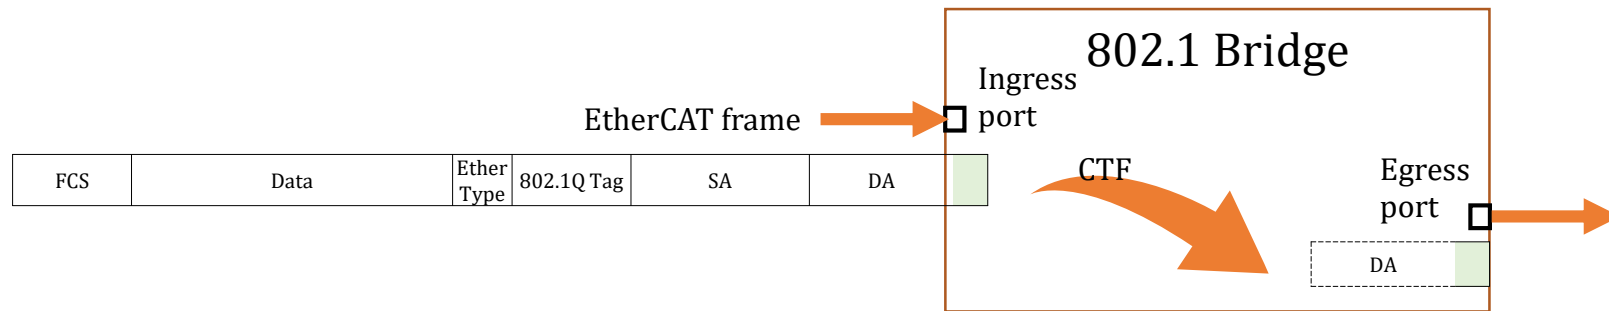 802.1 Bridge
Ingress
port
EtherCAT frame
FCS
Data
Ether
Type
802.1Q Tag
SA
DA
CTF
Egress
port
DA